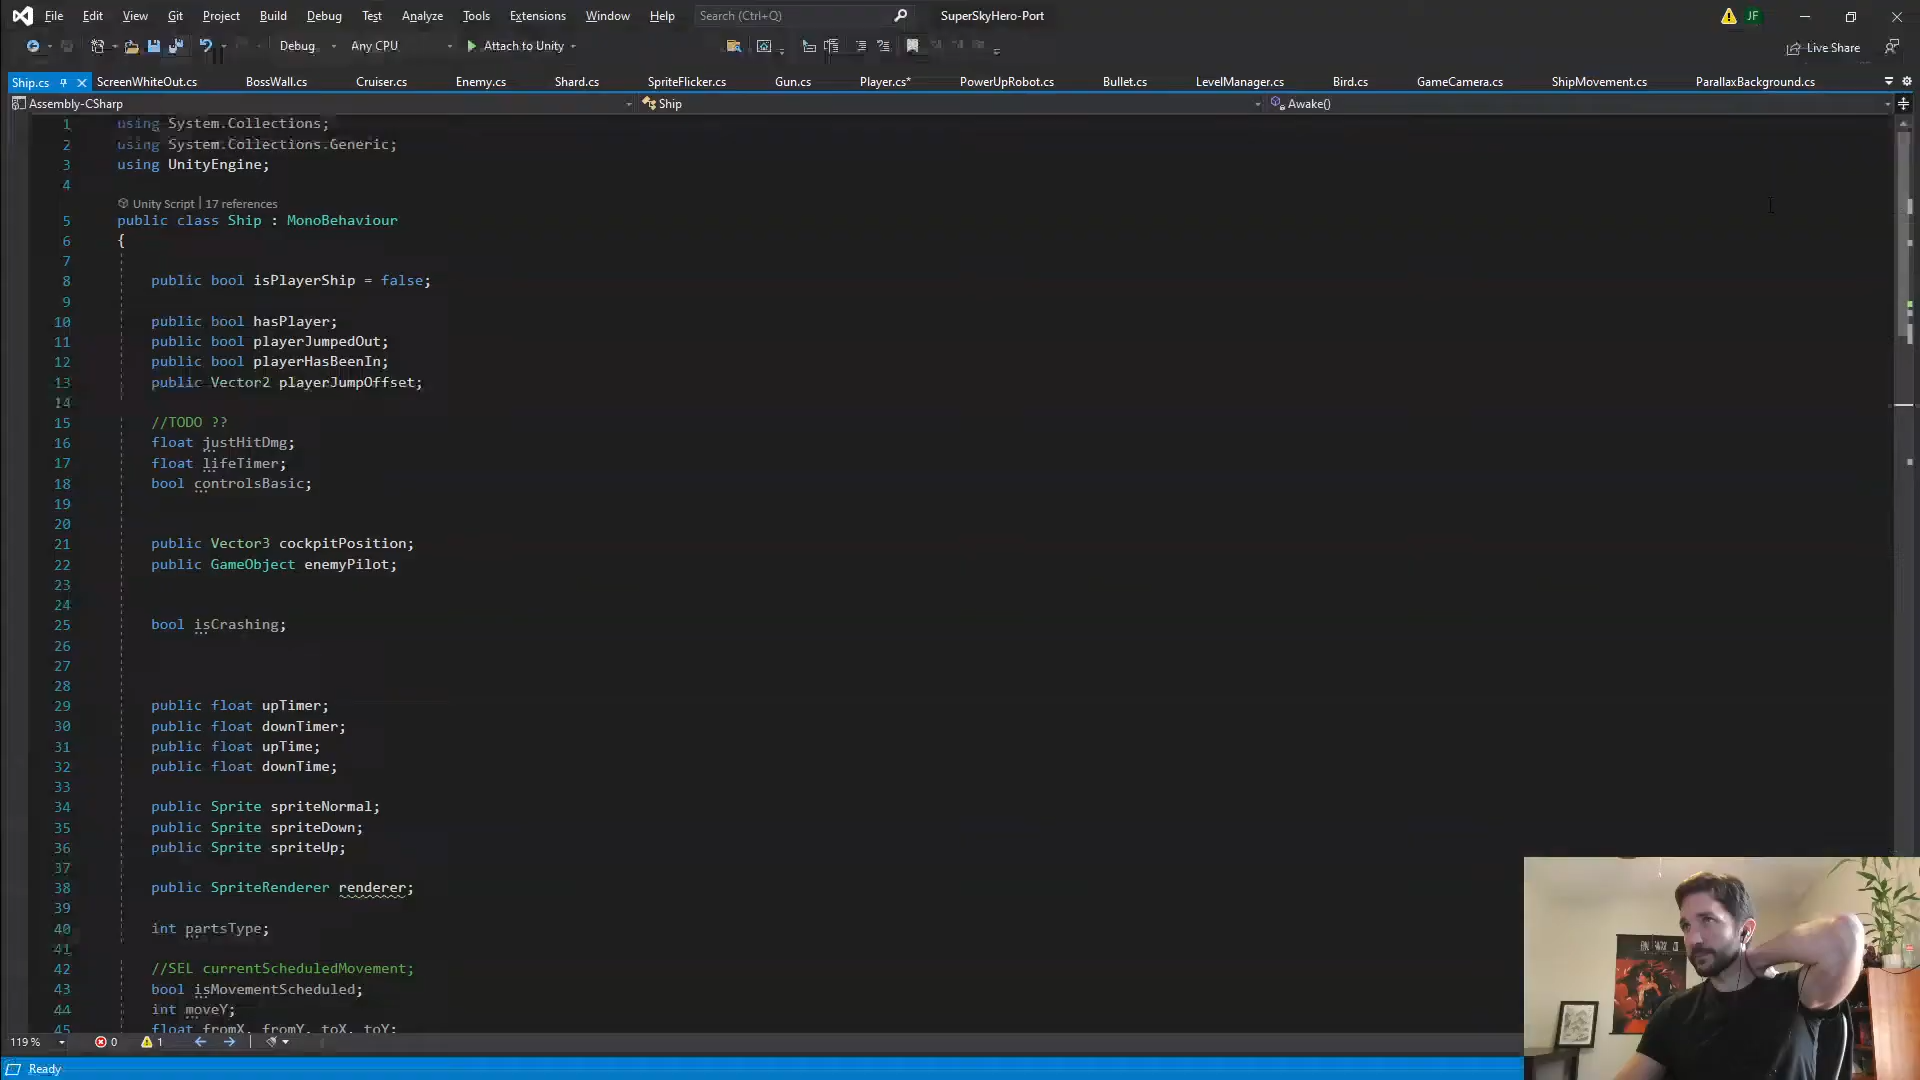 File Edit View Git Project Build Debug Test Analyze Tools Extensions Window Help Search (Ctrl+Q) SuperSkyHero-Port JF
Debug Any CPU Attach to Unity Live Share
Ship.cs ScreenWhiteOut.cs BossWall.cs Cruiser.cs Enemy.cs Shard.cs SpriteFlicker.cs Gun.cs Player.cs* PowerUpRobot.cs Bullet.cs LevelManager.cs Bird.cs GameCamera.cs ShipMovement.cs ParallaxBackground.cs
Assembly-CSharp Ship Awake()
1 using System.Collections;
2 using System.Collections.Generic;
3 using UnityEngine;
4
Unity Script | 17 references
5 public class Ship : MonoBehaviour
6 {
7
8 public bool isPlayerShip = false;
9
10 public bool hasPlayer;
11 public bool playerJumpedOut;
12 public bool playerHasBeenIn;
13 public Vector2 playerJumpOffset;
14
15 //TODO ??
16 float justHitDmg;
17 float lifeTimer;
18 bool controlsBasic;
19
20
21 public Vector3 cockpitPosition;
22 public GameObject enemyPilot;
23
24
25 bool isCrashing;
26
27
28
29 public float upTimer;
30 public float downTimer;
31 public float upTime;
32 public float downTime;
33
34 public Sprite spriteNormal;
35 public Sprite spriteDown;
36 public Sprite spriteUp;
37
38 public SpriteRenderer renderer;
39
40 int partsType;
41
42 //SEL currentScheduledMovement;
43 bool isMovementScheduled;
44 int moveY;
45 float fromX, fromY, toX, toY;
119 % 0 1
Ready